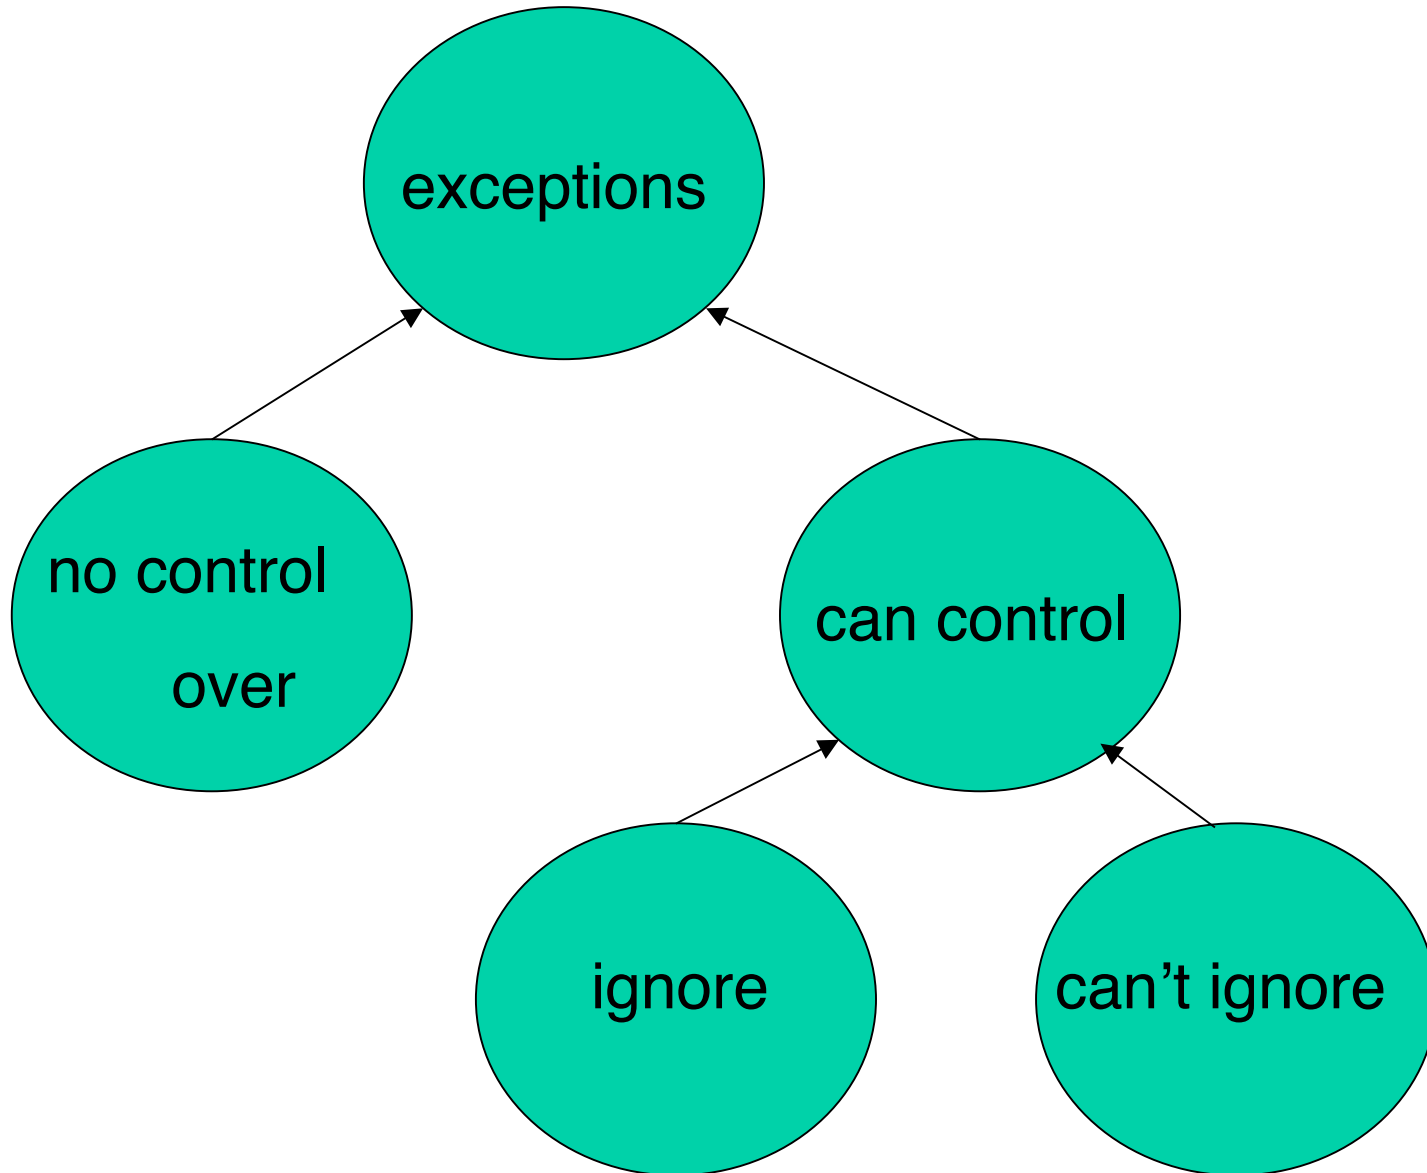 exceptions
no control
over
can control
ignore
can’t ignore